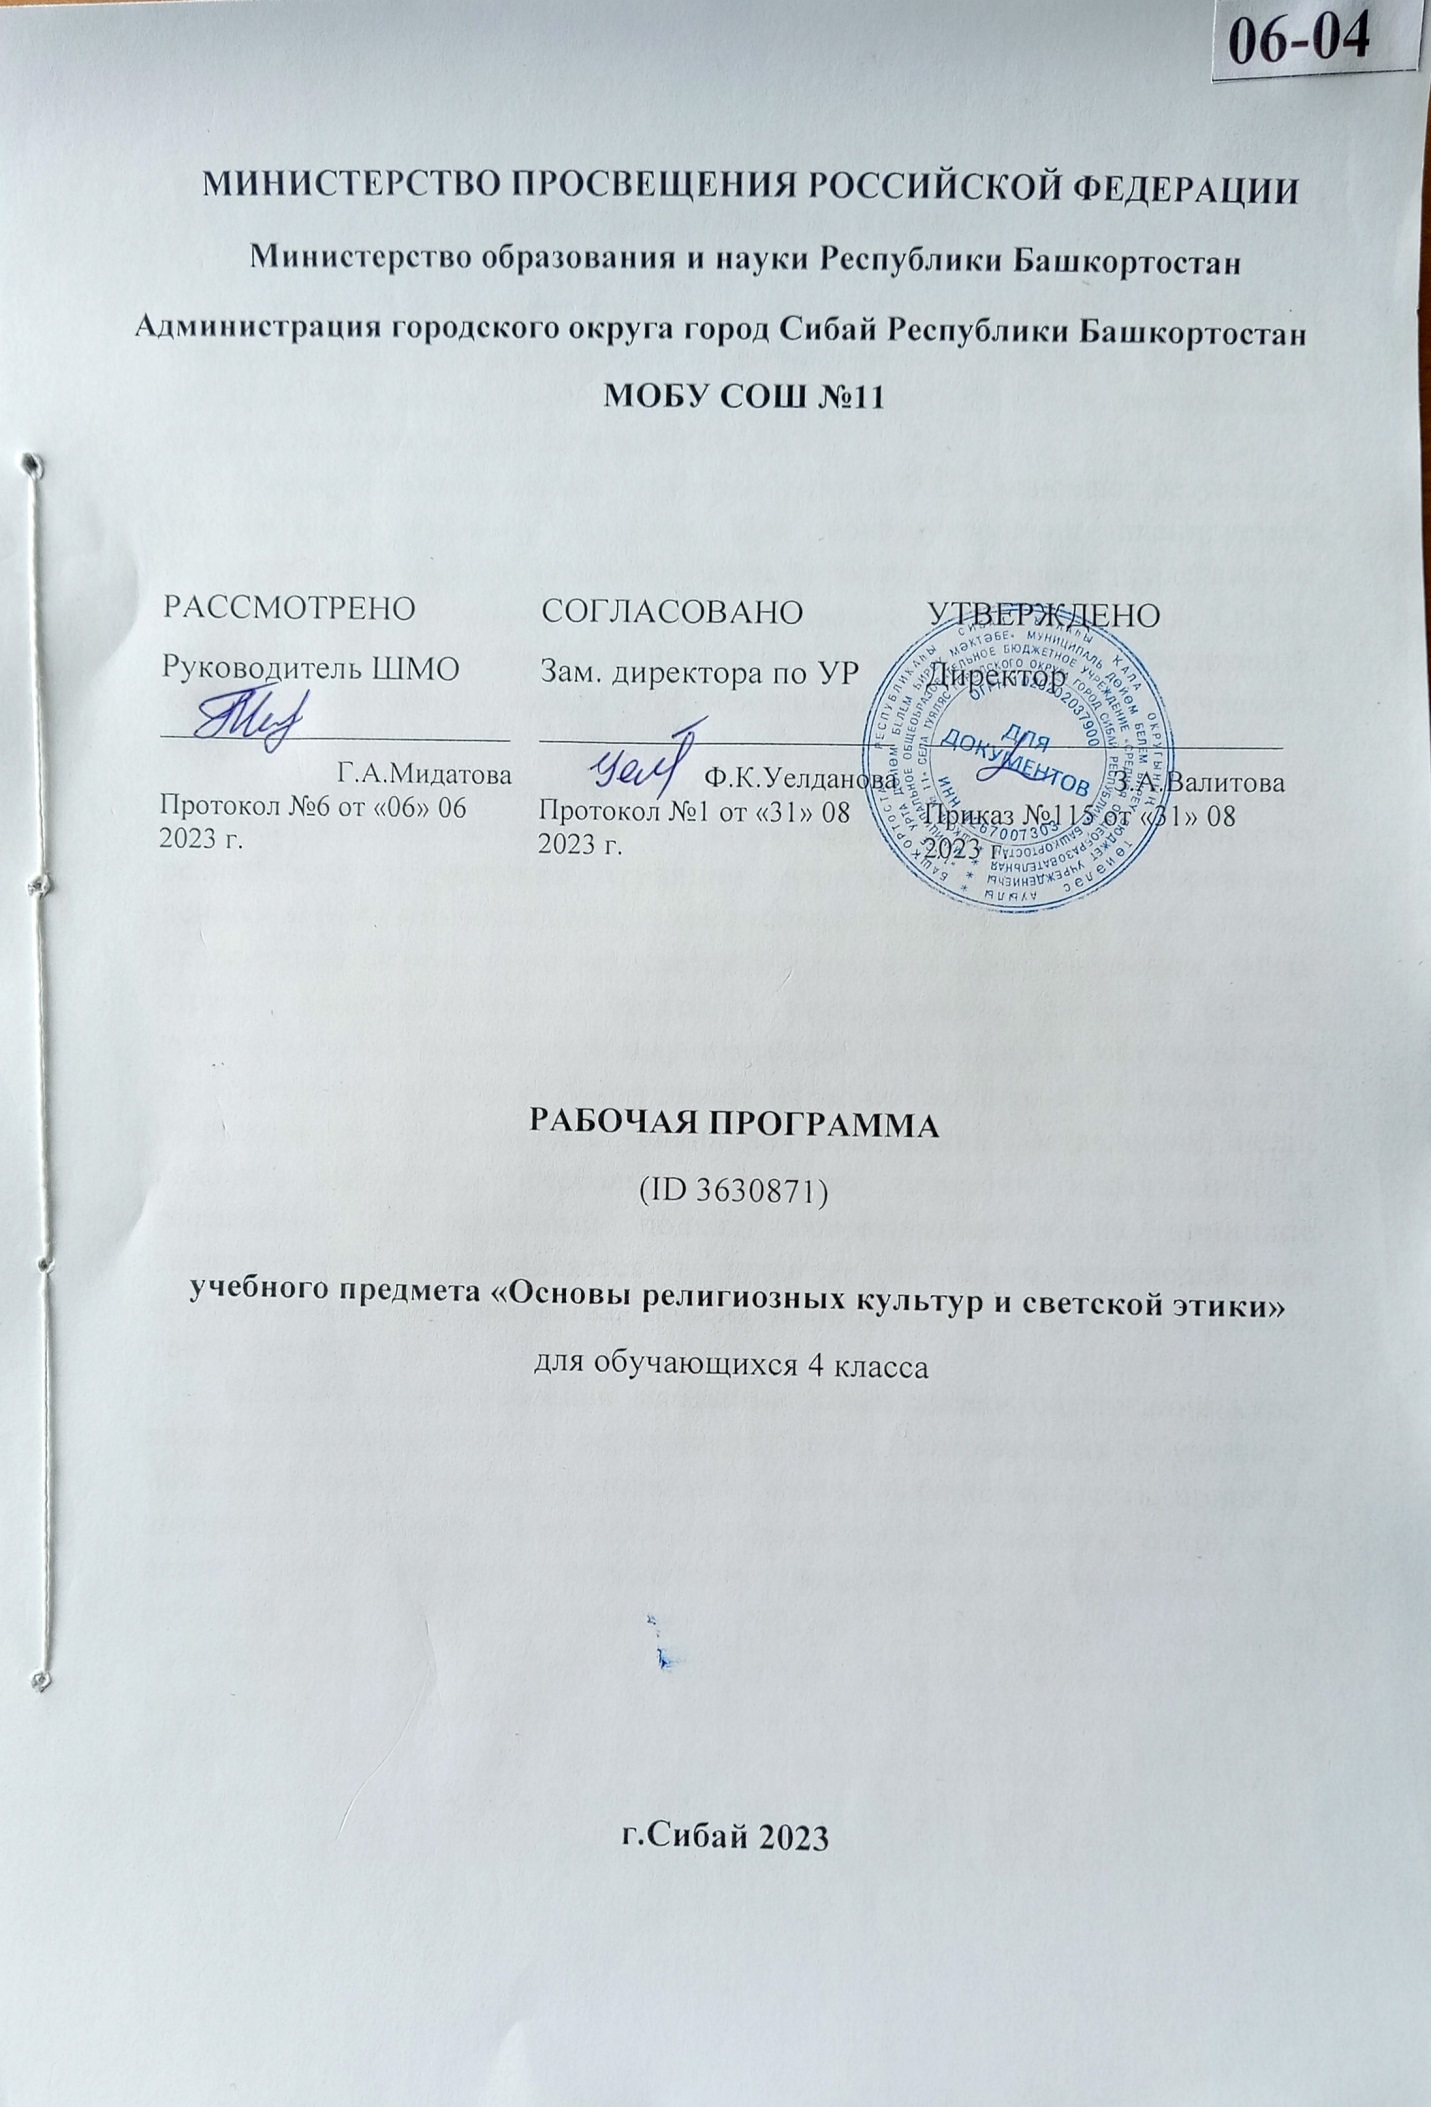 06-04
МИНИСТЕРСТВО ПРОСВЕЩЕНИЯ РОССИЙСКОЙ ФЕДЕРАЦИИ
Министерство образования и науки Республики Башкортостан
Администрация городского округа город Сибай Республики Башкортостан
МОБУ СОШ №11
РАССМОТРЕНО
Руководитель ШМО
Г.А.Мидатова
Протокол №6 от «06» 06
2023 г.
СОГЛАСОВАНО
Зам. директора по УР
Ф.К.Уелданова
Протокол №1 от «31» 08
2023 г.
УТВЕРЖДЕНО
Директор
З.А.Валитова
Приказ №115 от «31» 08
2023 г.
ДЛЯ
ДОКУМЕНТОВ
РАБОЧАЯ ПРОГРАММА
(ID 3630871)
учебного предмета «Основы религиозных культур и светской этики»
для обучающихся 4 класса
г.Сибай 2023